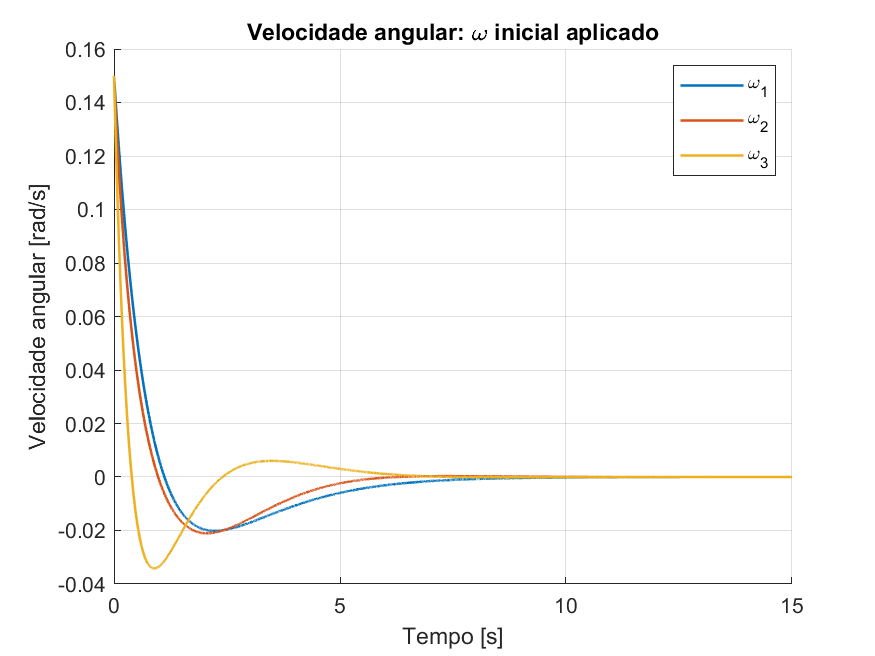 Velocidade angular: ω inicial aplicado
0.16
0.14
0.12
0.1
0.08
0.06
0.04
0.02
0
-0.02
-0.04
Velocidade angular [rad/s]
ω1
ω2
ω3
0 5 10 15
Tempo [s]